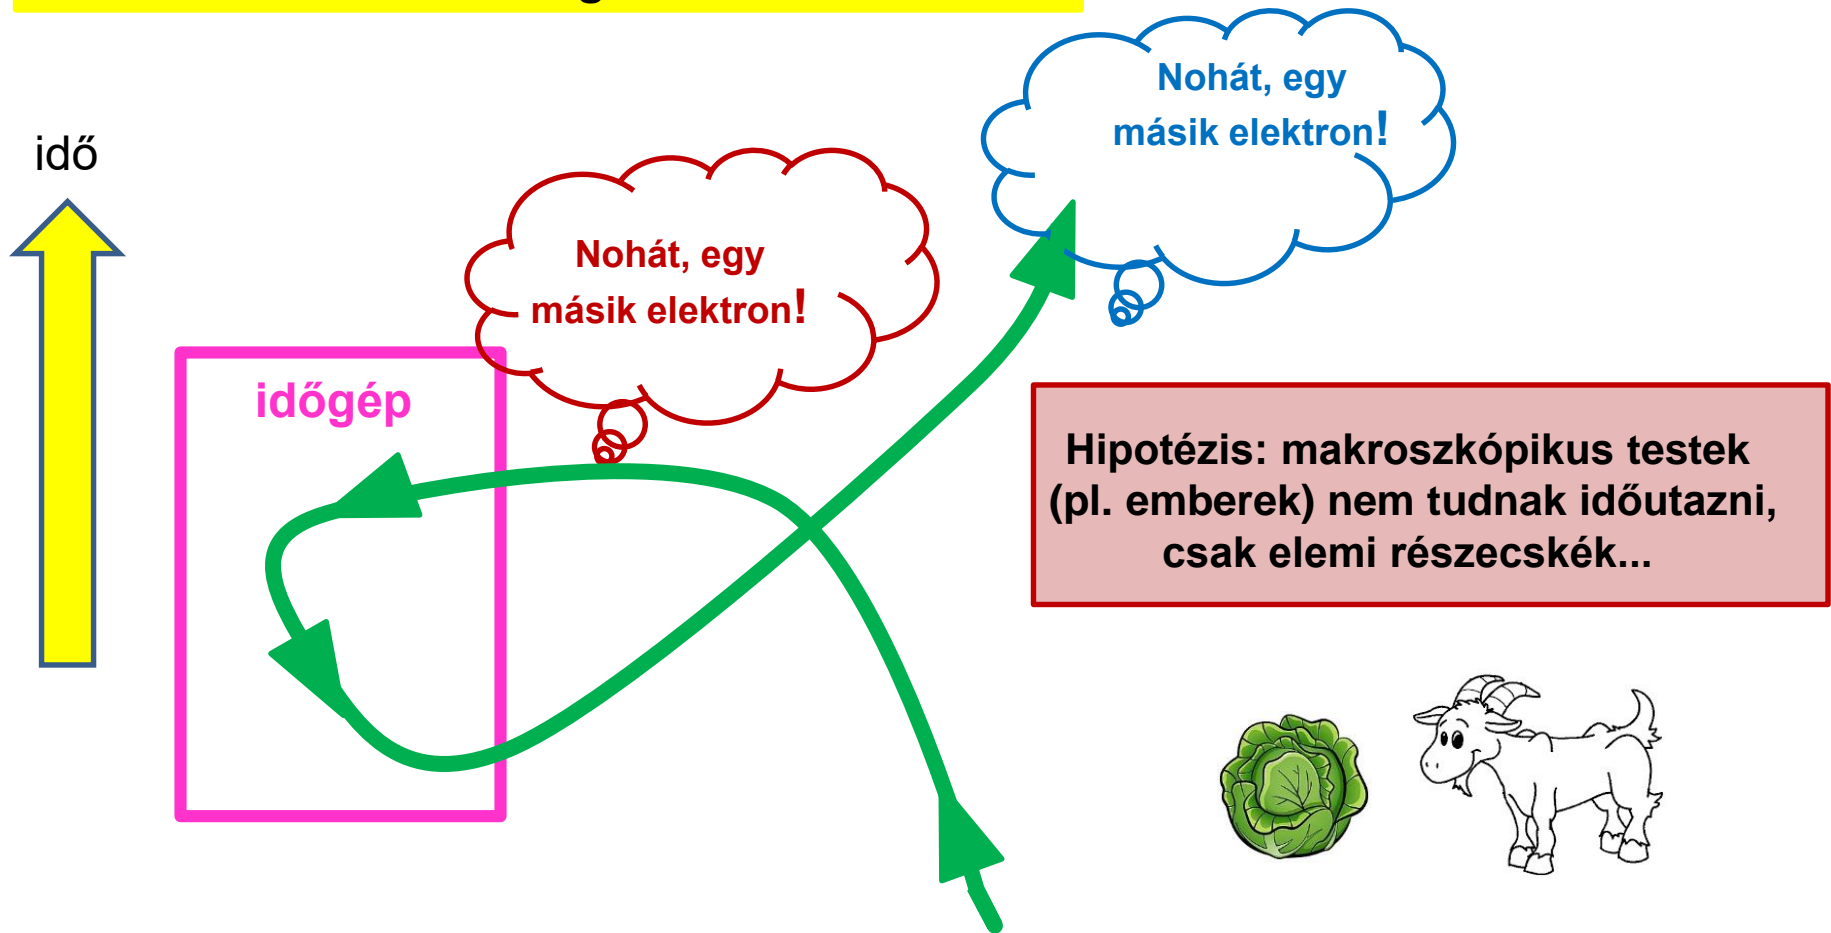 idő
Nohát, egy
másik elektron!
Nohát, egy
másik elektron!
időgép
Hipotézis: makroszkópikus testek
(pl. emberek) nem tudnak időutazni,
csak elemi részecskék...